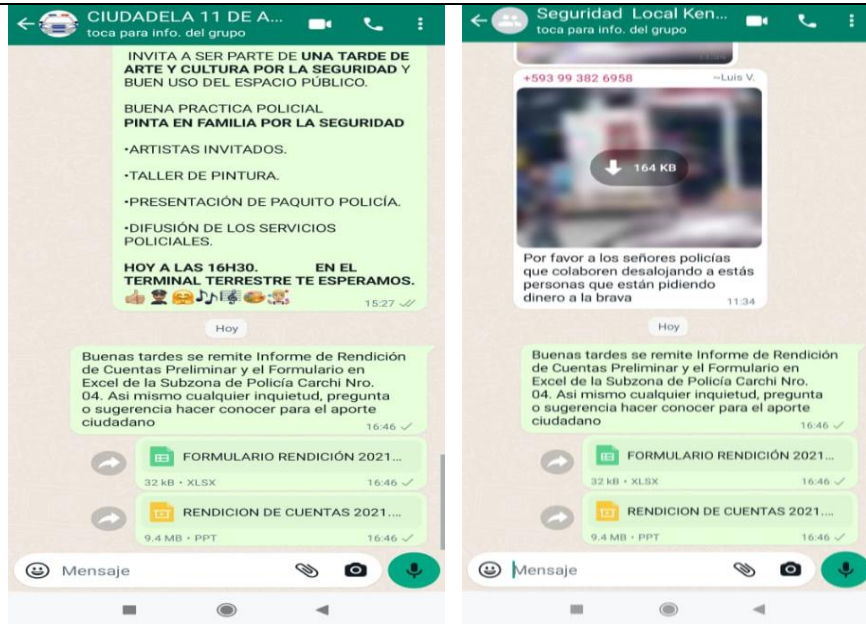 CIUDADELA 11 DE A...
toca para info. del grupo
INVITA A SER PARTE DE UNA TARDE DE
ARTE Y CULTURA POR LA SEGURIDAD Y
BUEN USO DEL ESPACIO PÚBLICO.
BUENA PRACTICA POLICIAL
PINTA EN FAMILIA POR LA SEGURIDAD
•ARTISTAS INVITADOS.
•TALLER DE PINTURA.
•PRESENTACIÓN DE PAQUITO POLICÍA.
•DIFUSIÓN DE LOS SERVICIOS
POLICIALES.
HOY A LAS 16H30. EN EL
TERMINAL TERRESTRE TE ESPERAMOS.
15:27
Hoy
Buenas tardes se remite Informe de Rendición
de Cuentas Preliminar y el Formulario en
Excel de la Subzona de Policía Carchi Nro.
04. Asi mismo cualquier inquietud, pregunta
o sugerencia hacer conocer para el aporte
ciudadano
16:46
FORMULARIO RENDICIÓN 2021...
32 kB • XLSX 16:46
RENDICION DE CUENTAS 2021....
9.4 MB • PPT 16:46
Mensaje
Seguridad Local Ken...
toca para info. del grupo
+593 99 382 6958 ~Luis V.
164 KB
Por favor a los señores policías
que colaboren desalojando a estás
personas que están pidiendo
dinero a la brava
11:34
Hoy
Buenas tardes se remite Informe de Rendición
de Cuentas Preliminar y el Formulario en
Excel de la Subzona de Policía Carchi Nro.
04. Asi mismo cualquier inquietud, pregunta
o sugerencia hacer conocer para el aporte
ciudadano
16:46
FORMULARIO RENDICIÓN 2021...
32 kB • XLSX 16:46
RENDICION DE CUENTAS 2021....
9.4 MB • PPT 16:46
Mensaje